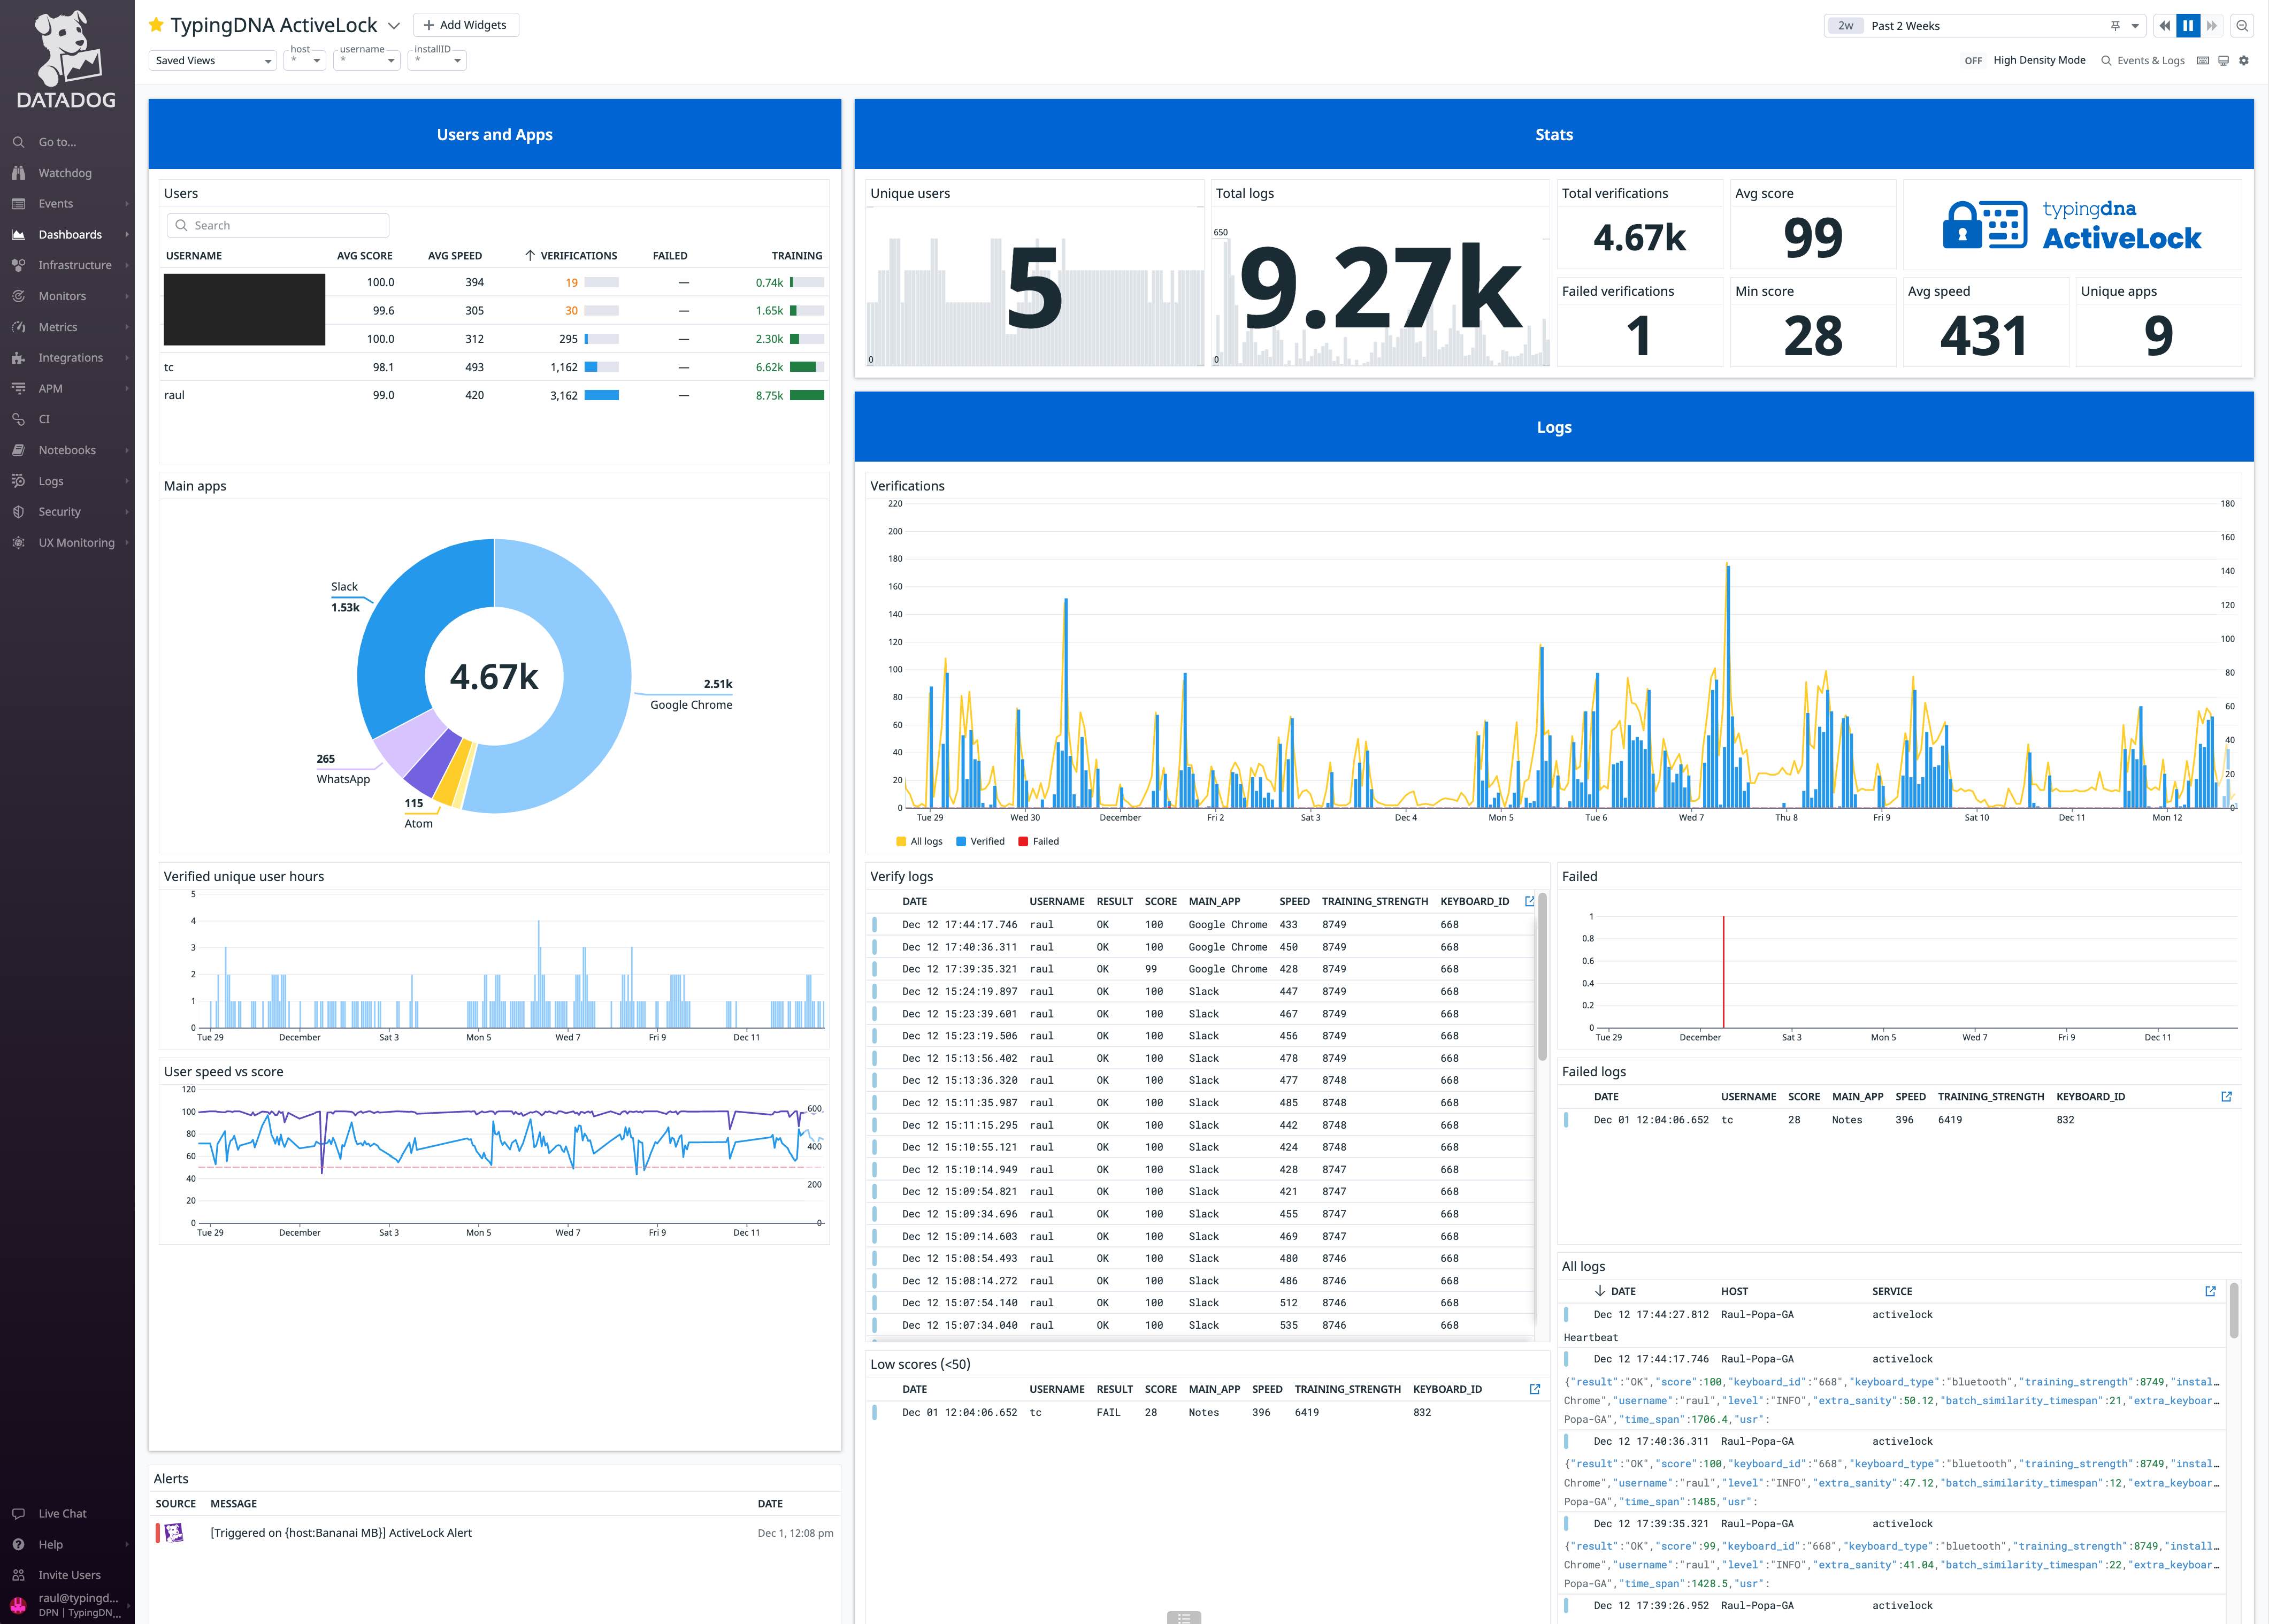 DATADOG
Go to...
Watchdog
Events
Dashboards
Infrastructure
Monitors
Metrics
Integrations
APM
CI
Notebooks
Logs
Security
UX Monitoring
Live Chat
Help
Invite Users
raul@typingd...
DPN | TypingDN...
TypingDNA ActiveLock
Add Widgets
2w Past 2 Weeks
Saved Views
host
*
username
*
installID
*
OFF High Density Mode
Events & Logs
Users and Apps
Users
Search
USERNAME AVG SCORE AVG SPEED VERIFICATIONS FAILED TRAINING
100.0 394 19 — 0.74k
99.6 305 30 — 1.65k
100.0 312 295 — 2.30k
tc 98.1 493 1,162 — 6.62k
raul 99.0 420 3,162 — 8.75k
Main apps
Slack
1.53k
4.67k
2.51k
Google Chrome
265
WhatsApp
115
Atom
Verified unique user hours
5
4
3
2
1
0
Tue 29 December Sat 3 Mon 5 Wed 7 Fri 9 Dec 11
User speed vs score
120
100
80
60
40
20
0
600
400
200
0
Tue 29 December Sat 3 Mon 5 Wed 7 Fri 9 Dec 11
Alerts
SOURCE MESSAGE DATE
[Triggered on {host:Bananai MB}] ActiveLock Alert Dec 1, 12:08 pm
Stats
Unique users
5
0
Total logs
650
9.27k
0
Total verifications
4.67k
Avg score
99
typingdna
ActiveLock
Failed verifications
1
Min score
28
Avg speed
431
Unique apps
9
Logs
Verifications
220
200
180
160
140
120
100
80
60
40
20
0
180
160
140
120
100
80
60
40
20
0
Tue 29 Wed 30 December Fri 2 Sat 3 Dec 4 Mon 5 Tue 6 Wed 7 Thu 8 Fri 9 Sat 10 Dec 11 Mon 12
All logs Verified Failed
Verify logs
DATE USERNAME RESULT SCORE MAIN_APP SPEED TRAINING_STRENGTH KEYBOARD_ID
Dec 12 17:44:17.746 raul OK 100 Google Chrome 433 8749 668
Dec 12 17:40:36.311 raul OK 100 Google Chrome 450 8749 668
Dec 12 17:39:35.321 raul OK 99 Google Chrome 428 8749 668
Dec 12 15:24:19.897 raul OK 100 Slack 447 8749 668
Dec 12 15:23:39.601 raul OK 100 Slack 467 8749 668
Dec 12 15:23:19.506 raul OK 100 Slack 456 8749 668
Dec 12 15:13:56.402 raul OK 100 Slack 478 8749 668
Dec 12 15:13:36.320 raul OK 100 Slack 477 8748 668
Dec 12 15:11:35.987 raul OK 100 Slack 485 8748 668
Dec 12 15:11:15.295 raul OK 100 Slack 442 8748 668
Dec 12 15:10:55.121 raul OK 100 Slack 424 8748 668
Dec 12 15:10:14.949 raul OK 100 Slack 428 8747 668
Dec 12 15:09:54.821 raul OK 100 Slack 421 8747 668
Dec 12 15:09:34.696 raul OK 100 Slack 455 8747 668
Dec 12 15:09:14.603 raul OK 100 Slack 469 8747 668
Dec 12 15:08:54.493 raul OK 100 Slack 480 8746 668
Dec 12 15:08:14.272 raul OK 100 Slack 486 8746 668
Dec 12 15:07:54.140 raul OK 100 Slack 512 8746 668
Dec 12 15:07:34.040 raul OK 100 Slack 535 8746 668
Low scores (<50)
DATE USERNAME RESULT SCORE MAIN_APP SPEED TRAINING_STRENGTH KEYBOARD_ID
Dec 01 12:04:06.652 tc FAIL 28 Notes 396 6419 832
Failed
1
0.8
0.6
0.4
0.2
0
Tue 29 December Sat 3 Mon 5 Wed 7 Fri 9 Dec 11
Failed logs
DATE USERNAME SCORE MAIN_APP SPEED TRAINING_STRENGTH KEYBOARD_ID
Dec 01 12:04:06.652 tc 28 Notes 396 6419 832
All logs
DATE HOST SERVICE
Dec 12 17:44:27.812 Raul-Popa-GA activelock
Heartbeat
Dec 12 17:44:17.746 Raul-Popa-GA activelock
{"result":"OK","score":100,"keyboard_id":"668","keyboard_type":"bluetooth","training_strength":8749,"instal…
Chrome","username":"raul","level":"INFO","extra_sanity":50.12,"batch_similarity_timespan":21,"extra_keyboar…
Popa-GA","time_span":1706.4,"usr":
Dec 12 17:40:36.311 Raul-Popa-GA activelock
{"result":"OK","score":100,"keyboard_id":"668","keyboard_type":"bluetooth","training_strength":8749,"instal…
Chrome","username":"raul","level":"INFO","extra_sanity":47.12,"batch_similarity_timespan":12,"extra_keyboar…
Popa-GA","time_span":1485,"usr":
Dec 12 17:39:35.321 Raul-Popa-GA activelock
{"result":"OK","score":99,"keyboard_id":"668","keyboard_type":"bluetooth","training_strength":8749,"install…
Chrome","username":"raul","level":"INFO","extra_sanity":41.04,"batch_similarity_timespan":22,"extra_keyboar…
Popa-GA","time_span":1428.5,"usr":
Dec 12 17:39:26.952 Raul-Popa-GA activelock